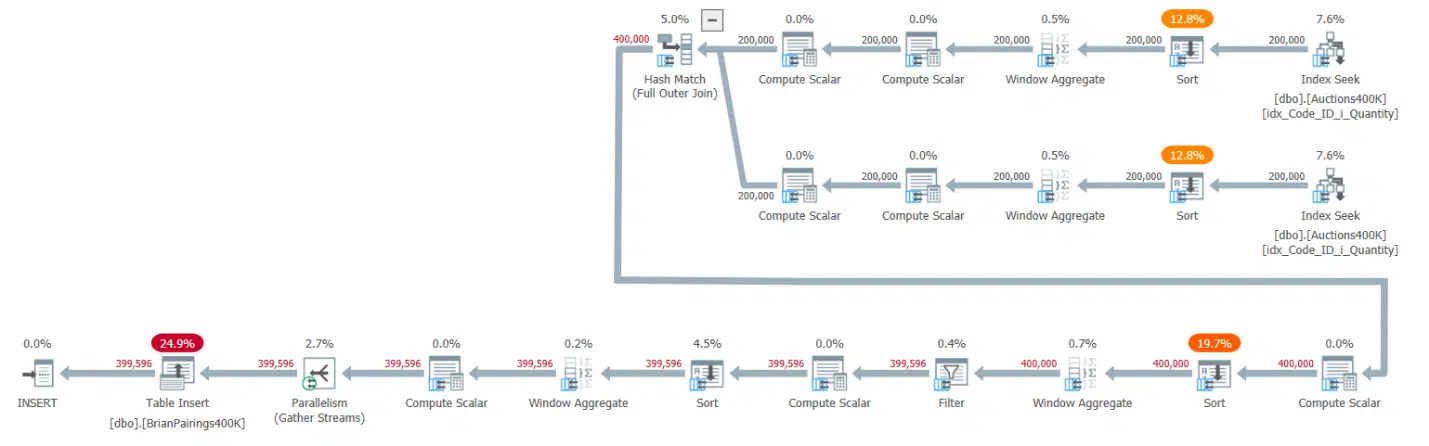 5.0% 0.0% 0.0% 0.5% 12.8% 7.6%
400,000 200,000 200,000 200,000 200,000 200,000
Hash Match Compute Scalar Compute Scalar Window Aggregate Sort Index Seek
(Full Outer Join) [dbo].[Auctions400K]
[idx_Code_ID_i_Quantity]
0.0% 0.0% 0.5% 12.8% 7.6%
200,000 200,000 200,000 200,000 200,000
Compute Scalar Compute Scalar Window Aggregate Sort Index Seek
[dbo].[Auctions400K]
[idx_Code_ID_i_Quantity]
0.0% 24.9% 2.7% 0.0% 0.2% 4.5% 0.0% 0.4% 0.7% 19.7% 0.0%
399,596 399,596 399,596 399,596 399,596 399,596 399,596 400,000 400,000 400,000
INSERT Table Insert Parallelism Compute Scalar Window Aggregate Sort Compute Scalar Filter Window Aggregate Sort Compute Scalar
[dbo].[BrianPairings400K] (Gather Streams)